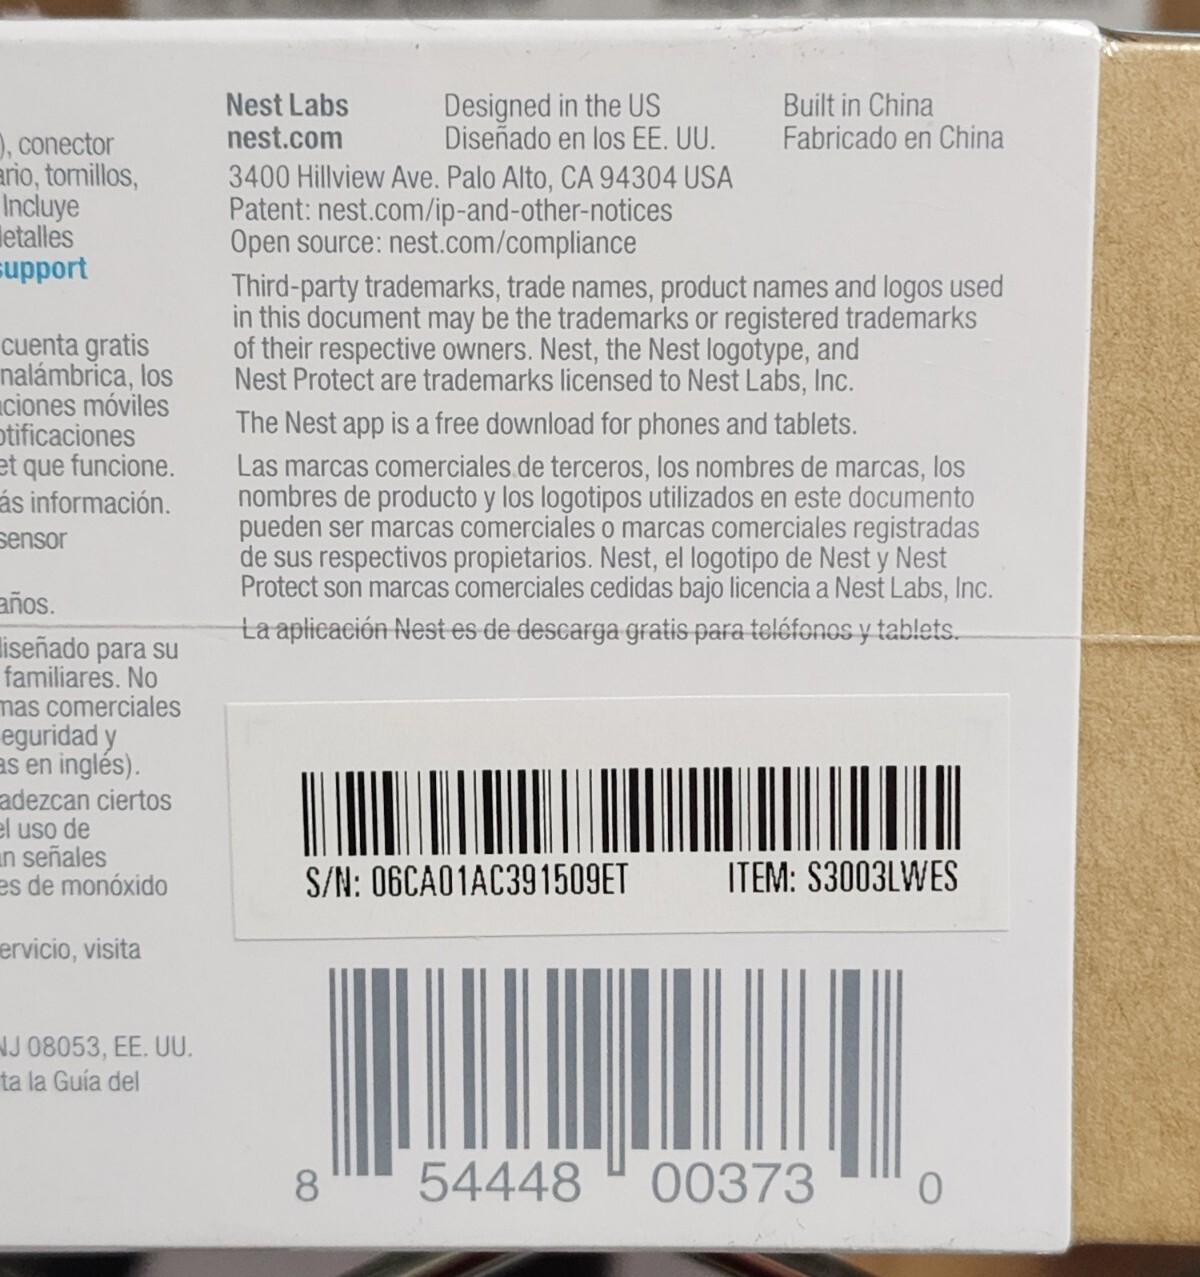 ), conector
ario, tornillos,
Incluye
detalles
support
cuenta gratis
nalámbrica, los
aciones móviles
otificaciones
et que funcione.
ás información.
sensor
años.
diseñado para su
familiares. No
mas comerciales
eguridad y
as en inglés).
adezcan ciertos
el uso de
an señales
es de monóxido
ervicio, visita
NJ 08053, EE. UU.
ta la Guía del
Nest Labs
nest.com
Designed in the US
Diseñado en los EE. UU.
Built in China
Fabricado en China
3400 Hillview Ave. Palo Alto, CA 94304 USA
Patent: nest.com/ip-and-other-notices
Open source: nest.com/compliance
Third-party trademarks, trade names, product names and logos used
in this document may be the trademarks or registered trademarks
of their respective owners. Nest, the Nest logotype, and
Nest Protect are trademarks licensed to Nest Labs, Inc.
The Nest app is a free download for phones and tablets.
Las marcas comerciales de terceros, los nombres de marcas, los
nombres de producto y los logotipos utilizados en este documento
pueden ser marcas comerciales o marcas comerciales registradas
de sus respectivos propietarios. Nest, el logotipo de Nest y Nest
Protect son marcas comerciales cedidas bajo licencia a Nest Labs, Inc.
La aplicación Nest es de descarga gratis para teléfonos y tablets.
S/N: 06CA01AC391509ET ITEM: S3003LWES
8 54448 00373 0